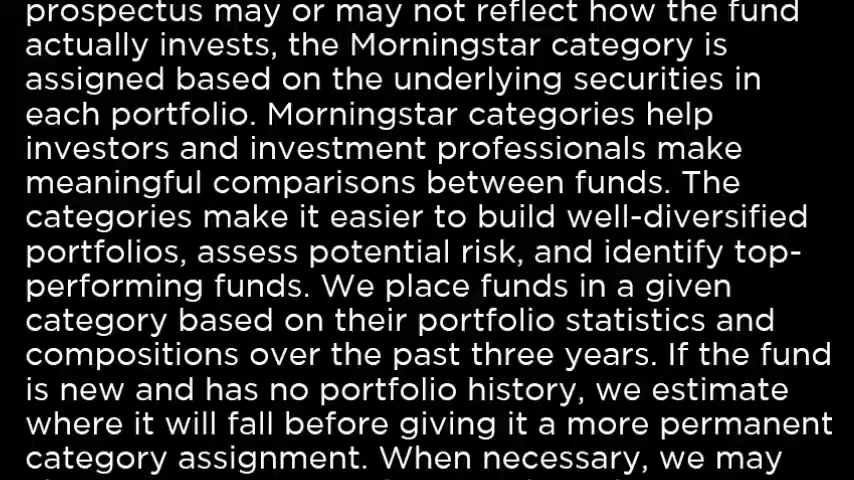 prospectus may or may not reflect how the fund
actually invests, the Morningstar category is
assigned based on the underlying securities in
each portfolio. Morningstar categories help
investors and investment professionals make
meaningful comparisons between funds. The
categories make it easier to build well-diversified
portfolios, assess potential risk, and identify top-
performing funds. We place funds in a given
category based on their portfolio statistics and
compositions over the past three years. If the fund
is new and has no portfolio history, we estimate
where it will fall before giving it a more permanent
category assignment. When necessary, we may